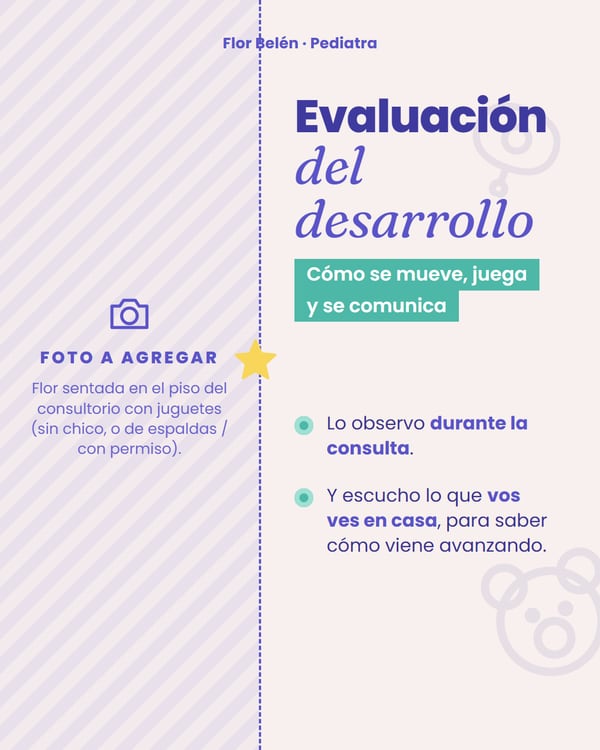 Flor Belén · Pediatra
Evaluación
del
desarrollo
Cómo se mueve, juega
y se comunica
FOTO A AGREGAR
Flor sentada en el piso del
consultorio con juguetes
(sin chico, o de espaldas /
con permiso).
Lo observo durante la
consulta.
Y escucho lo que vos
ves en casa, para saber
cómo viene avanzando.